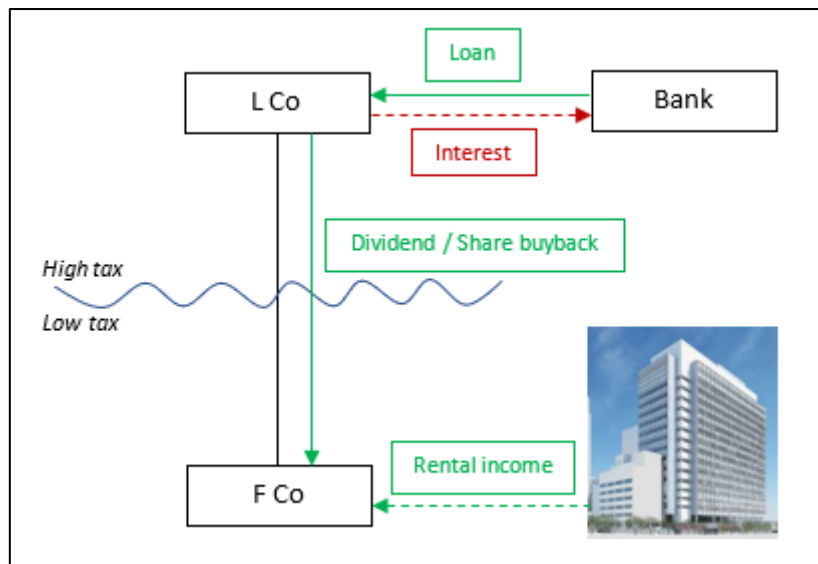 Loan
L Co
Bank
Interest
Dividend / Share buyback
High tax
Low tax
Rental income
F Co